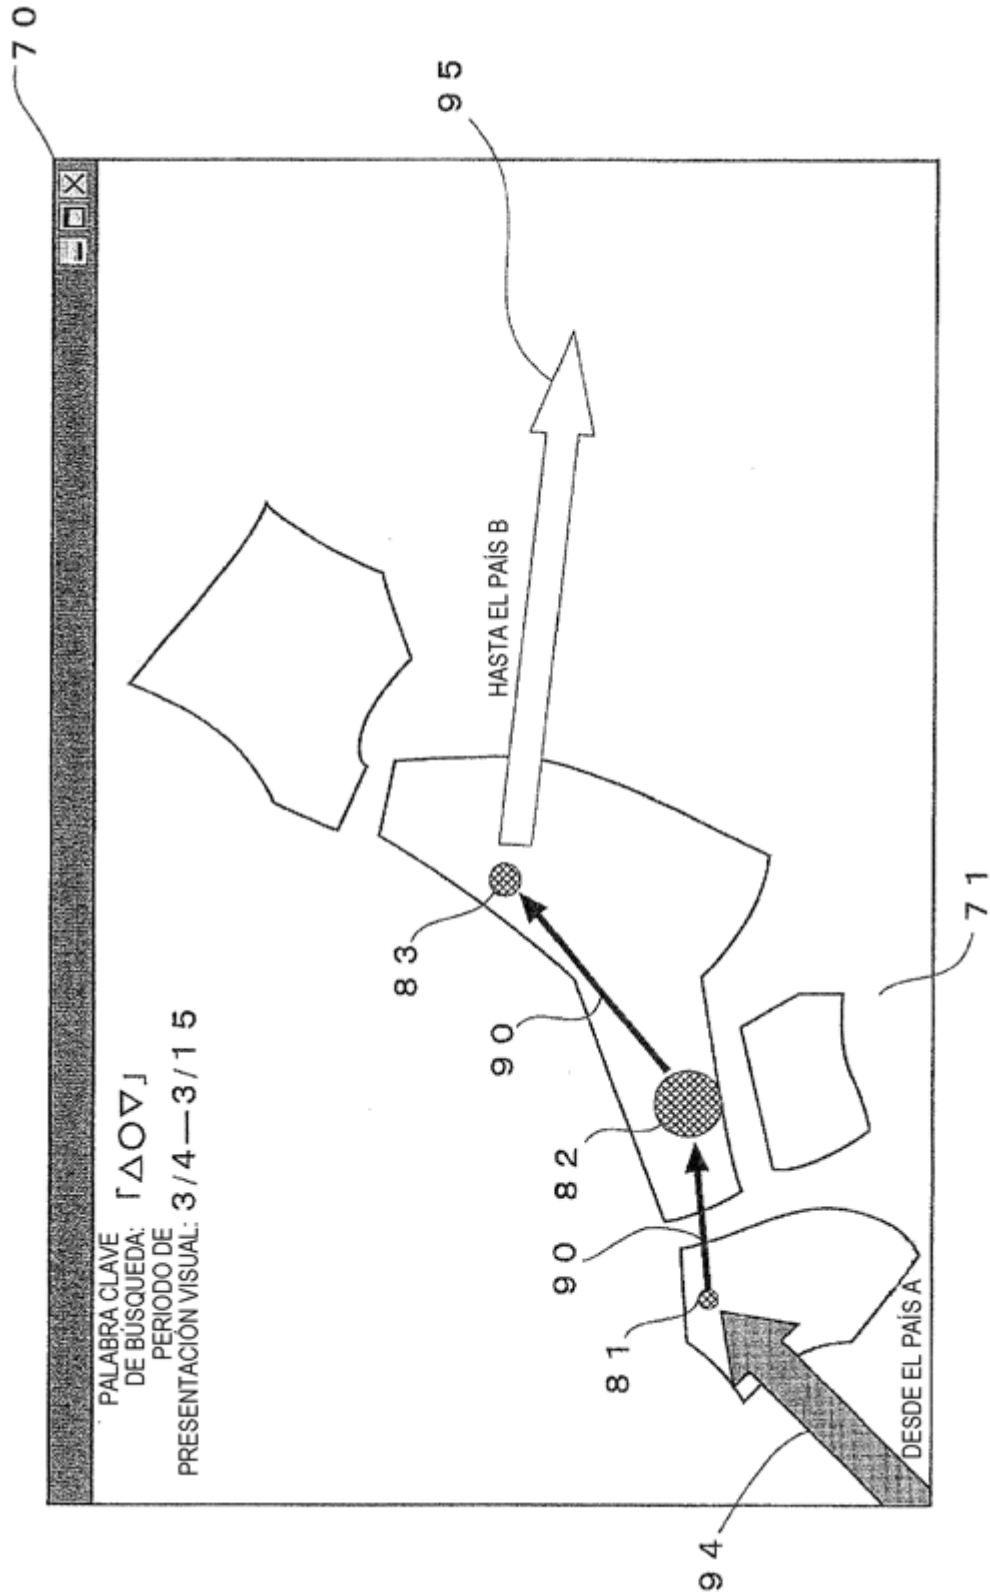 70
PALABRA CLAVE
DE BÚSQUEDA: 「△○▽」
PERIODO DE
PRESENTACIÓN VISUAL: 3/4—3/15
95
HASTA EL PAÍS B
83
90
82
90
81
71
DESDE EL PAÍS A
94